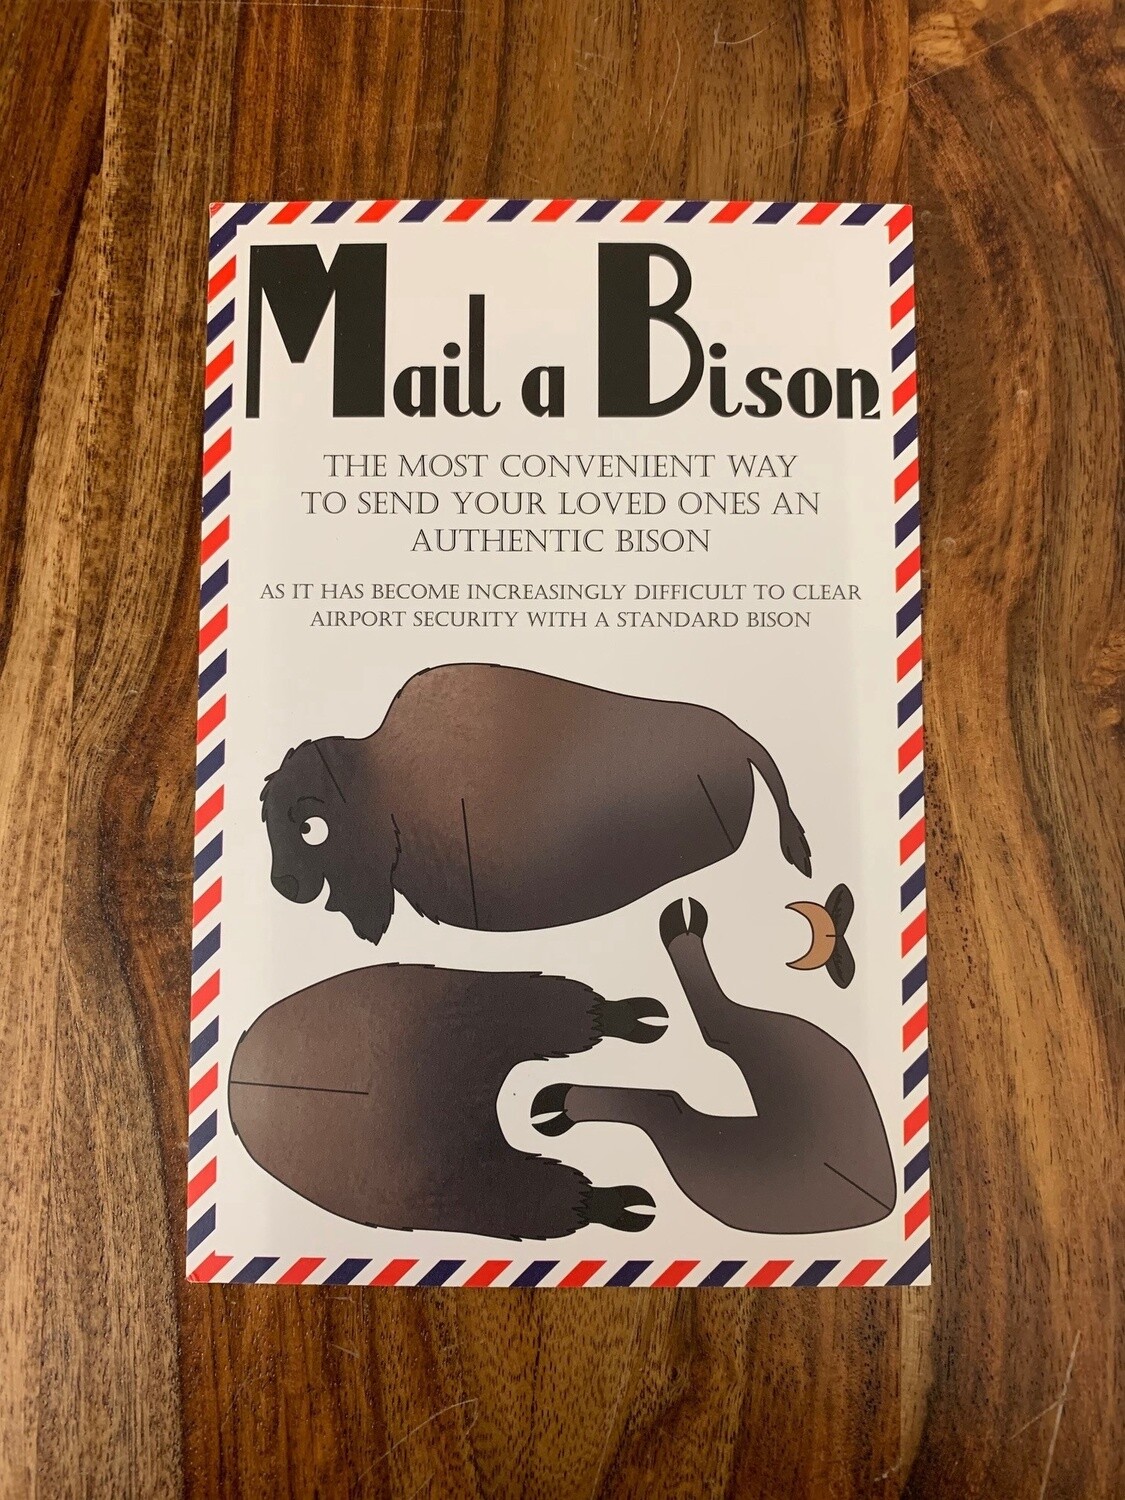 Mail a Bison
THE MOST CONVENIENT WAY
TO SEND YOUR LOVED ONES AN
AUTHENTIC BISON
AS IT HAS BECOME INCREASINGLY DIFFICULT TO CLEAR
AIRPORT SECURITY WITH A STANDARD BISON